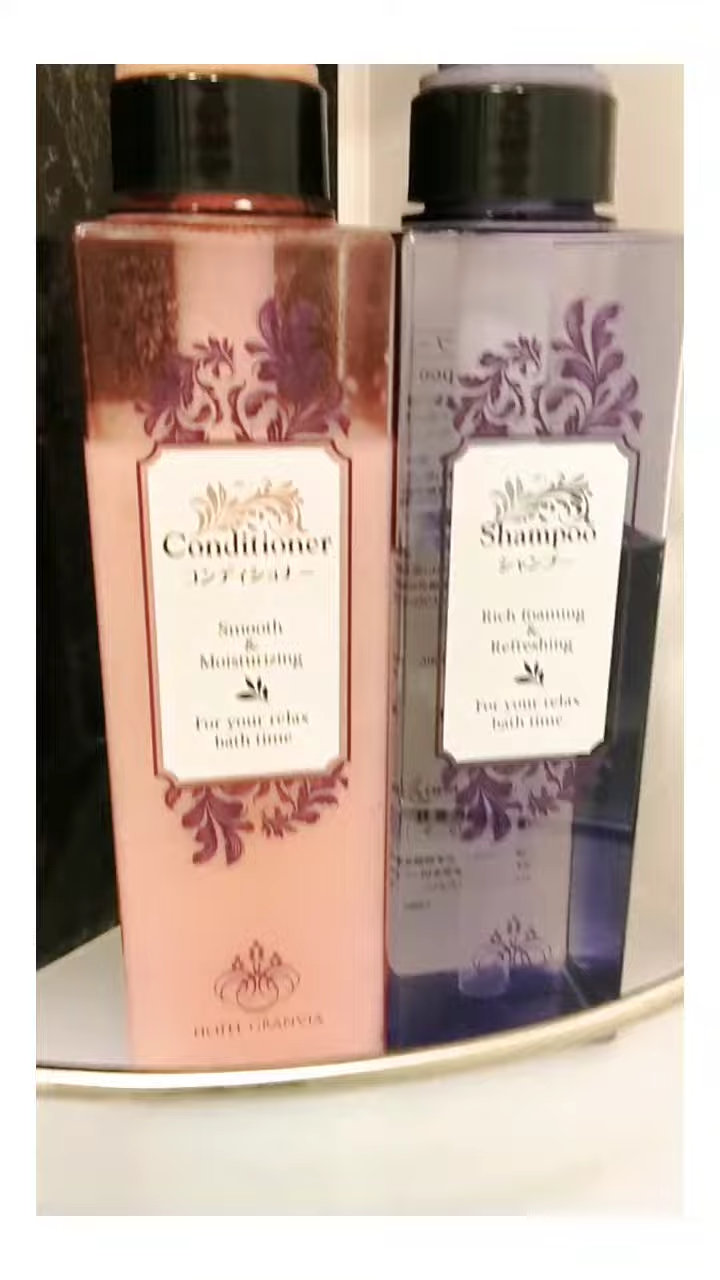 Conditioner
コンディショナー
Smooth
&
Moisturizing
For your relax
bath time
HOTEL GRANVIA
Shampoo
シャンプー
Rich foaming
&
Refreshing
For your relax
bath time